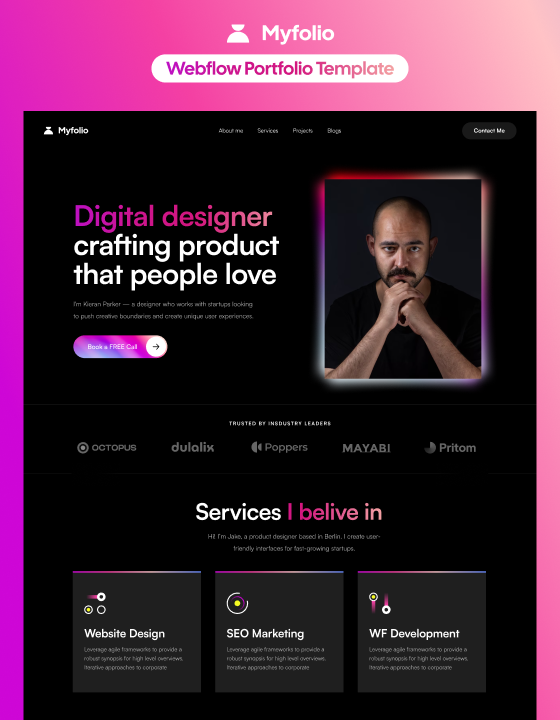 Myfolio
Webflow Portfolio Template
Myfolio
About me Services Projects Blogs
Contact Me
Digital designer
crafting product
that people love
I'm Kieran Parker — a designer who works with startups looking
to push creative boundaries and create unique user experiences.
Book a FREE Call
TRUSTED BY INSDUSTRY LEADERS
OCTOPUS dulalix Poppers MAYABI Pritom
Services I belive in
Hi! I'm Jake, a product designer based in Berlin. I create user-
friendly interfaces for fast-growing startups.
Website Design
Leverage agile frameworks to provide a
robust synopsis for high level overviews.
Iterative approaches to corporate
SEO Marketing
Leverage agile frameworks to provide a
robust synopsis for high level overviews.
Iterative approaches to corporate
WF Development
Leverage agile frameworks to provide a
robust synopsis for high level overviews.
Iterative approaches to corporate